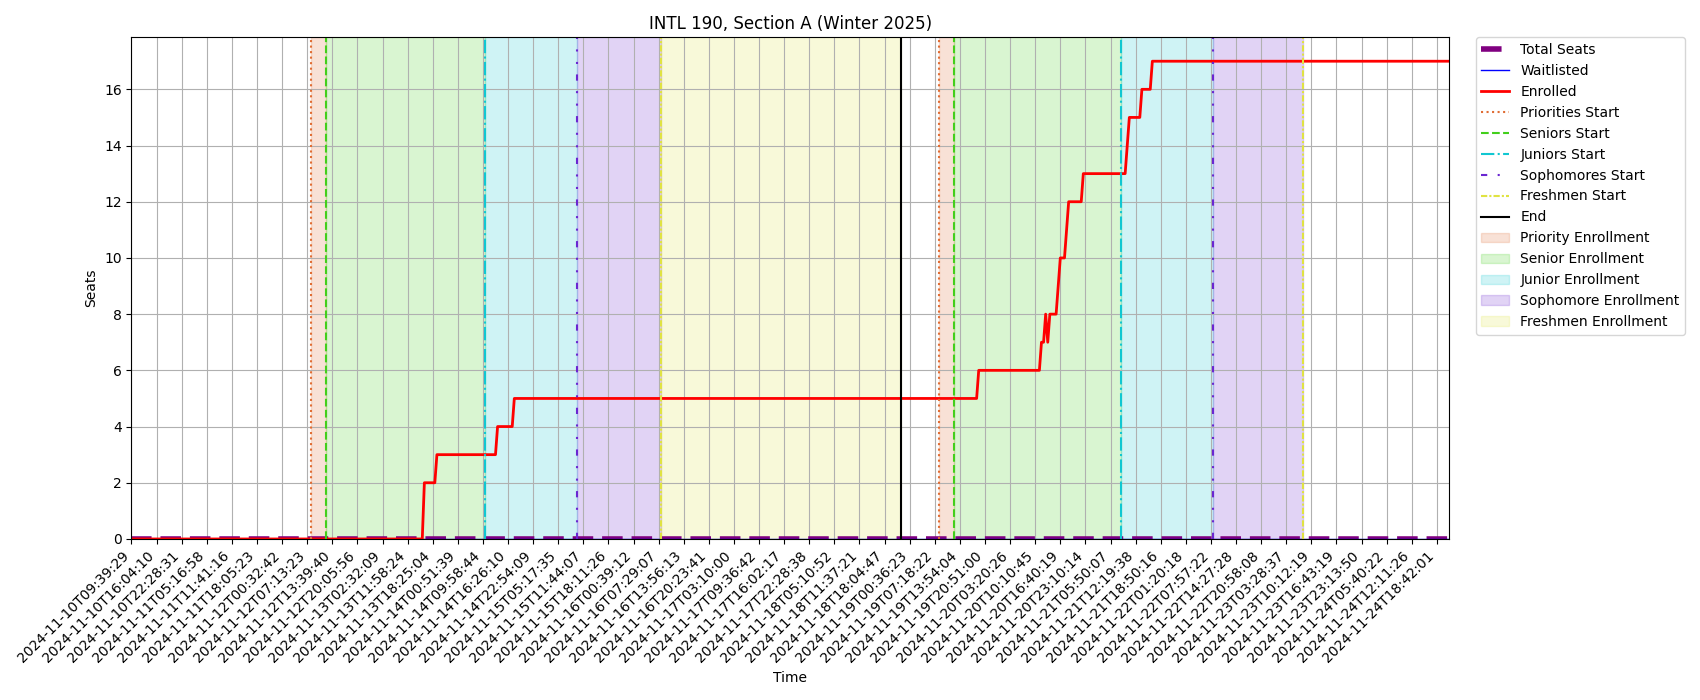 INTL 190, Section A (Winter 2025)
Seats
16
14
12
10
8
6
4
2
0
2024-11-10T09:39:29
2024-11-10T16:04:10
2024-11-10T22:28:31
2024-11-11T05:16:58
2024-11-11T11:41:16
2024-11-11T18:05:23
2024-11-12T00:32:42
2024-11-12T07:13:23
2024-11-12T13:39:40
2024-11-12T20:05:56
2024-11-13T02:32:09
2024-11-13T11:58:24
2024-11-13T18:25:04
2024-11-14T00:51:39
2024-11-14T09:58:44
2024-11-14T16:26:10
2024-11-14T22:54:09
2024-11-15T05:17:35
2024-11-15T11:44:07
2024-11-15T18:11:26
2024-11-16T00:39:12
2024-11-16T07:29:07
2024-11-16T13:56:13
2024-11-16T20:23:41
2024-11-17T03:10:00
2024-11-17T09:36:42
2024-11-17T16:02:17
2024-11-17T22:28:38
2024-11-18T05:10:52
2024-11-18T11:37:21
2024-11-18T18:04:47
2024-11-19T00:36:23
2024-11-19T07:18:22
2024-11-19T13:54:04
2024-11-19T20:51:00
2024-11-20T03:20:26
2024-11-20T10:10:45
2024-11-20T16:40:19
2024-11-20T23:10:14
2024-11-21T05:50:07
2024-11-21T12:19:38
2024-11-21T18:50:16
2024-11-22T01:20:18
2024-11-22T07:57:22
2024-11-22T14:27:28
2024-11-22T20:58:08
2024-11-23T03:28:37
2024-11-23T10:12:19
2024-11-23T16:43:19
2024-11-23T23:13:50
2024-11-24T05:40:22
2024-11-24T12:11:26
2024-11-24T18:42:01
Time
Total Seats
Waitlisted
Enrolled
Priorities Start
Seniors Start
Juniors Start
Sophomores Start
Freshmen Start
End
Priority Enrollment
Senior Enrollment
Junior Enrollment
Sophomore Enrollment
Freshmen Enrollment